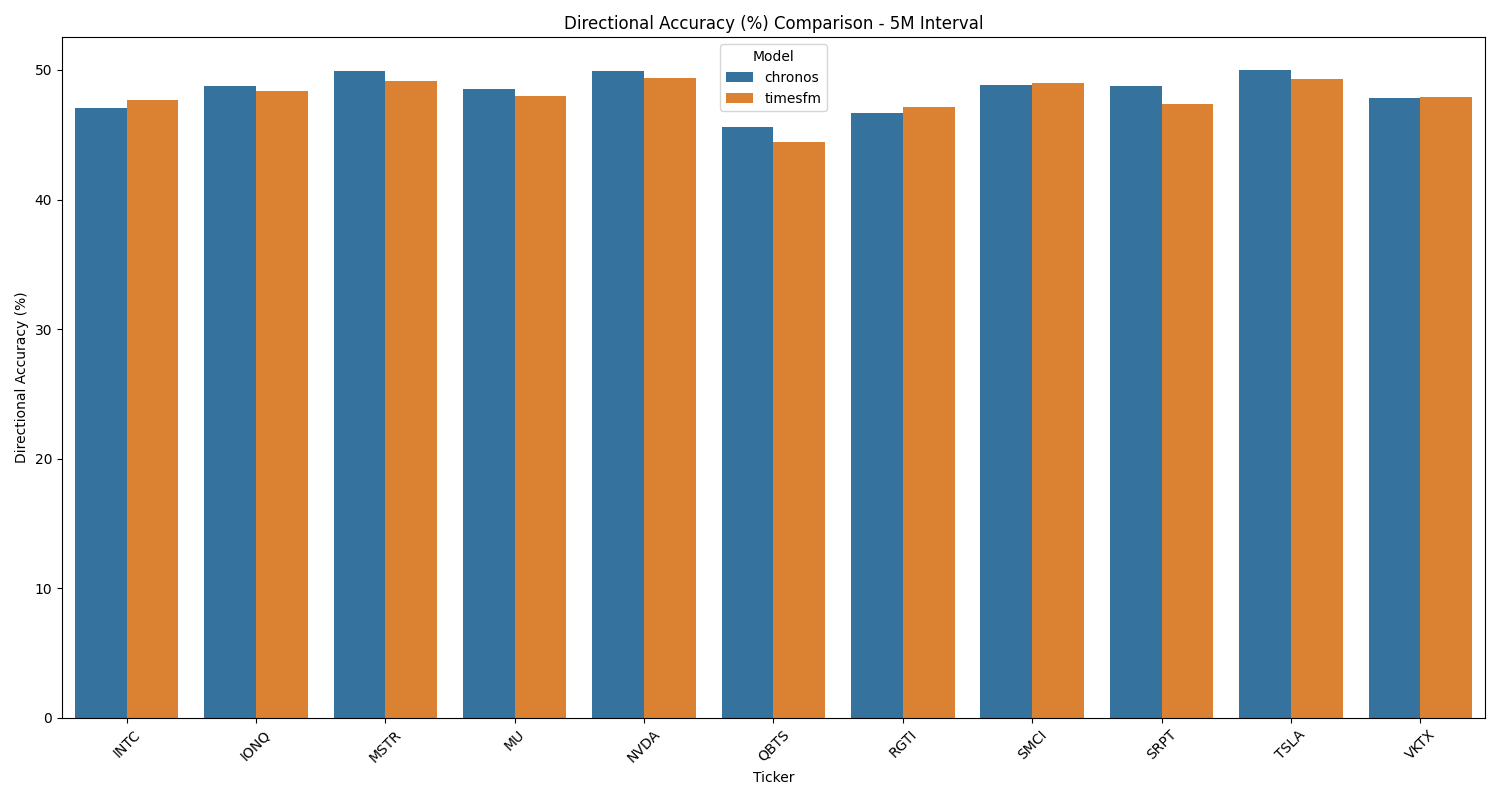 Directional Accuracy (%) Comparison - 5M Interval
Model
chronos
timesfm
Directional Accuracy (%)
50
40
30
20
10
0
INTC
IONQ
MSTR
MU
NVDA
QBTS
RGTI
SMCI
SRPT
TSLA
VKTX
Ticker